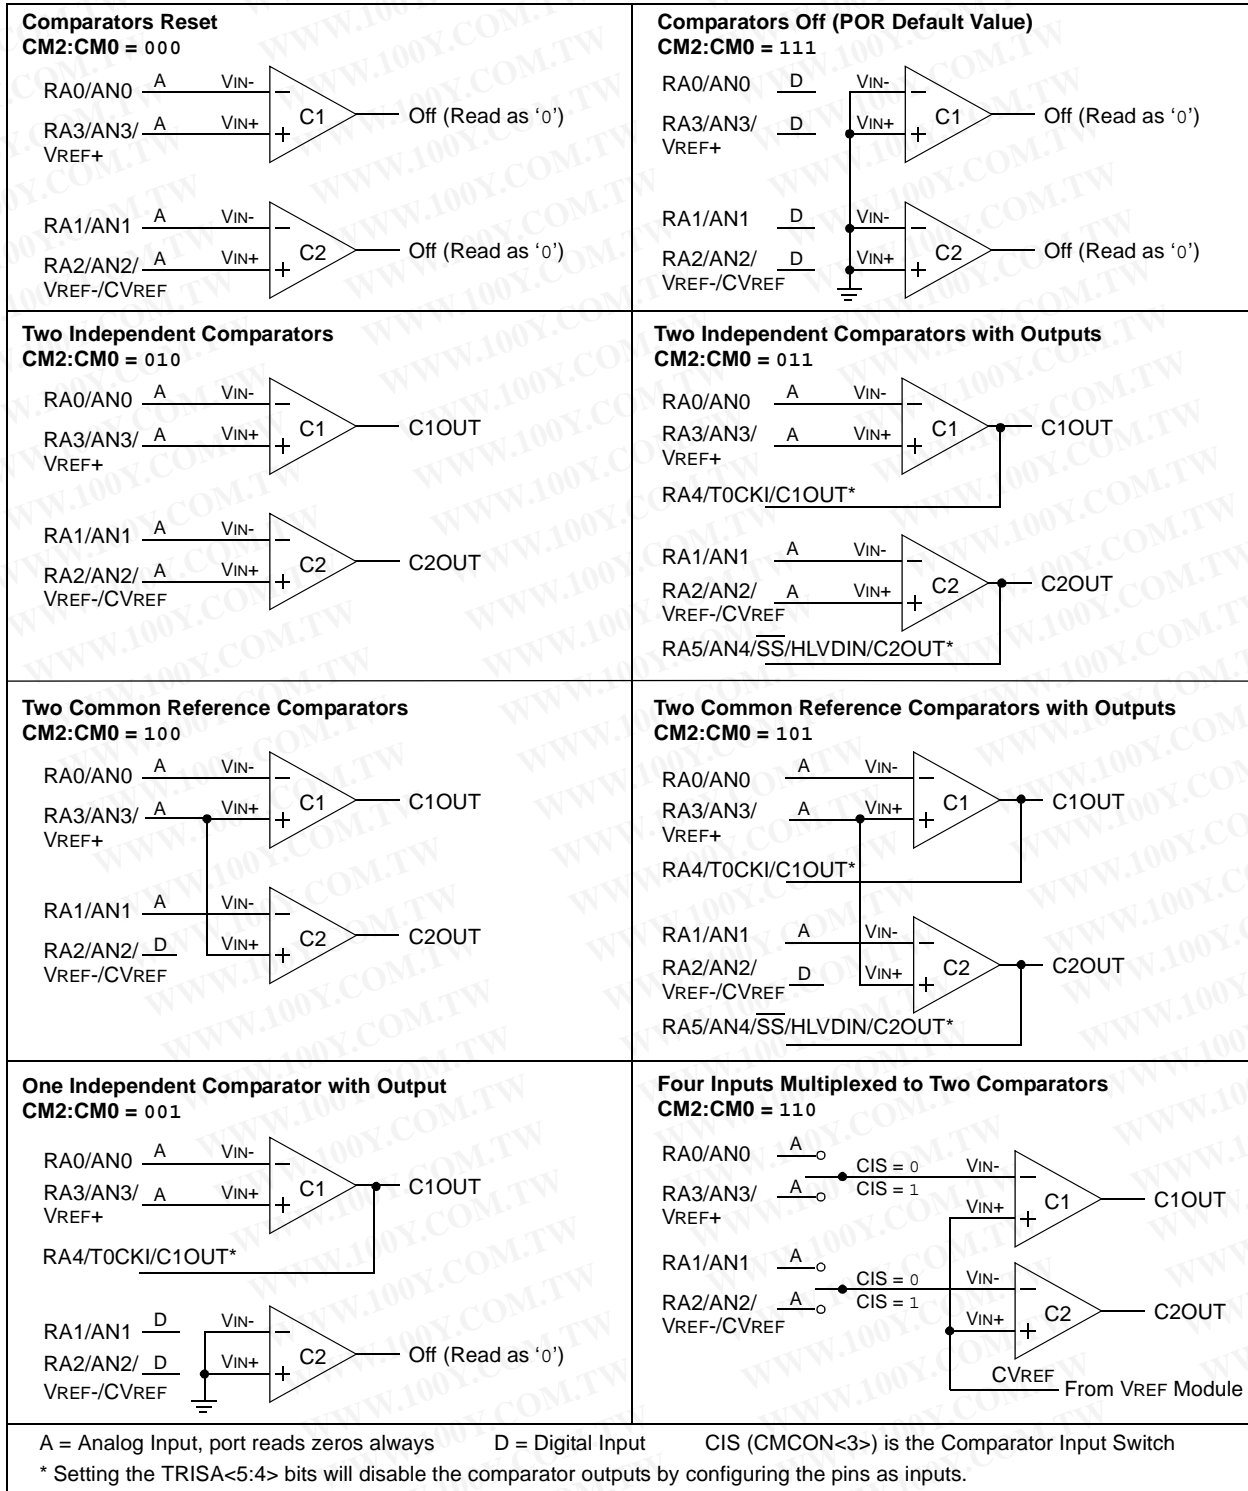 Comparators Reset
CM2:CM0 = 000
RA0/AN0 A VIN-
C1 Off (Read as ‘0’)
RA3/AN3/ A VIN+
VREF+
RA1/AN1 A VIN-
C2 Off (Read as ‘0’)
RA2/AN2/ A VIN+
VREF-/CVREF
Comparators Off (POR Default Value)
CM2:CM0 = 111
RA0/AN0 D VIN-
C1 Off (Read as ‘0’)
RA3/AN3/ D VIN+
VREF+
RA1/AN1 D VIN-
C2 Off (Read as ‘0’)
RA2/AN2/ D VIN+
VREF-/CVREF
Two Independent Comparators
CM2:CM0 = 010
RA0/AN0 A VIN-
C1 C1OUT
RA3/AN3/ A VIN+
VREF+
RA1/AN1 A VIN-
C2 C2OUT
RA2/AN2/ A VIN+
VREF-/CVREF
Two Independent Comparators with Outputs
CM2:CM0 = 011
RA0/AN0 A VIN-
C1 C1OUT
RA3/AN3/ A VIN+
VREF+
RA4/T0CKI/C1OUT*
RA1/AN1 A VIN-
C2 C2OUT
RA2/AN2/ A VIN+
VREF-/CVREF
RA5/AN4/SS/HLVDIN/C2OUT*
Two Common Reference Comparators
CM2:CM0 = 100
RA0/AN0 A VIN-
C1 C1OUT
RA3/AN3/ A VIN+
VREF+
RA1/AN1 A VIN-
C2 C2OUT
RA2/AN2/ D VIN+
VREF-/CVREF
Two Common Reference Comparators with Outputs
CM2:CM0 = 101
RA0/AN0 A VIN-
C1 C1OUT
RA3/AN3/ A VIN+
VREF+
RA4/T0CKI/C1OUT*
RA1/AN1 A VIN-
C2 C2OUT
RA2/AN2/ D VIN+
VREF-/CVREF
RA5/AN4/SS/HLVDIN/C2OUT*
One Independent Comparator with Output
CM2:CM0 = 001
RA0/AN0 A VIN-
C1 C1OUT
RA3/AN3/ A VIN+
VREF+
RA4/T0CKI/C1OUT*
RA1/AN1 D VIN-
C2 Off (Read as ‘0’)
RA2/AN2/ D VIN+
VREF-/CVREF
Four Inputs Multiplexed to Two Comparators
CM2:CM0 = 110
RA0/AN0 A
CIS = 0 VIN-
RA3/AN3/ A CIS = 1 C1 C1OUT
VREF+ VIN+
RA1/AN1 A
CIS = 0 VIN-
RA2/AN2/ A CIS = 1 C2 C2OUT
VREF-/CVREF VIN+
CVREF
From VREF Module
A = Analog Input, port reads zeros always D = Digital Input CIS (CMCON<3>) is the Comparator Input Switch
* Setting the TRISA<5:4> bits will disable the comparator outputs by configuring the pins as inputs.
WWW.100Y.COM.TW